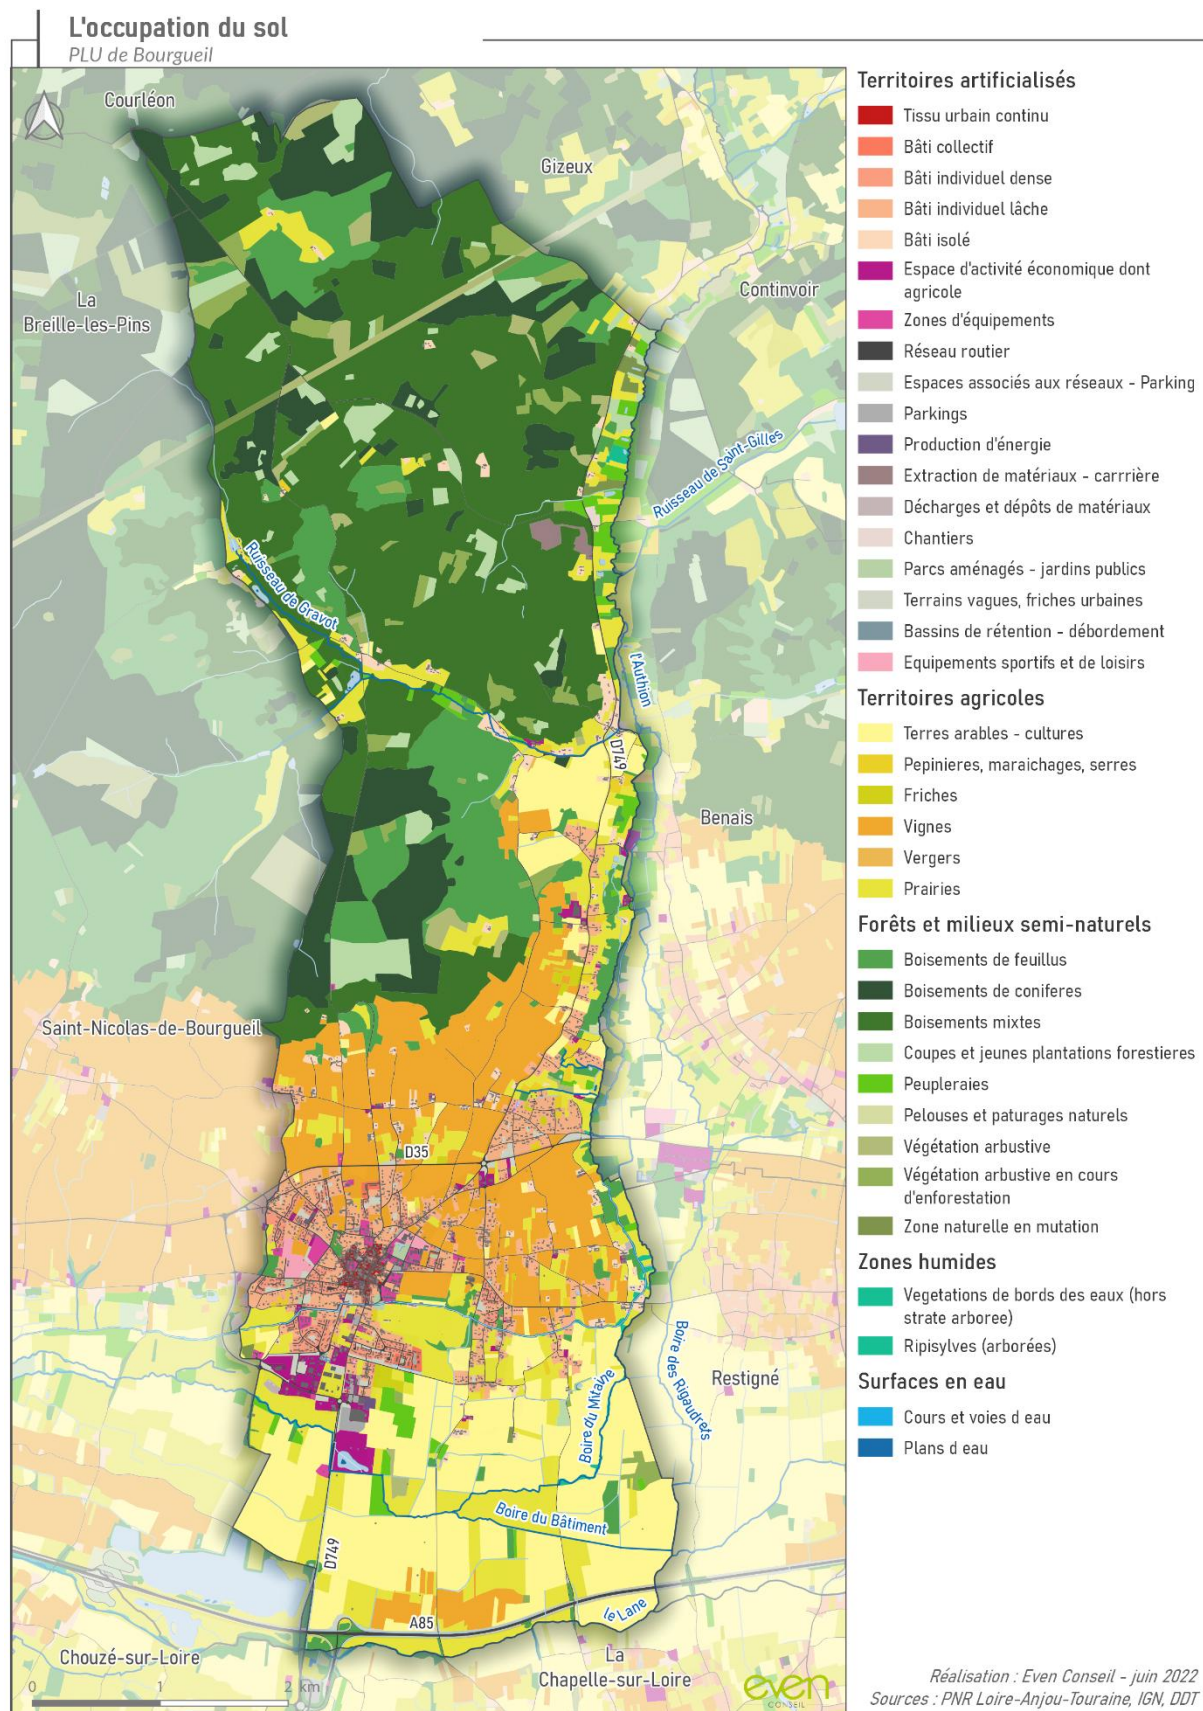 L'occupation du sol
PLU de Bourgueil
Courléon
Gizeux
La
Breille-les-Pins
Continvoir
Ruisseau de Saint-Gilles
Ruisseau de Gravot
l'Authion
D749
Benais
Saint-Nicolas-de-Bourgueil
D35
Boire des Rigaudrets
Restigné
Boire du Mitaine
Boire du Bâtiment
D749
le Lane
A85
Chouzé-sur-Loire
La
Chapelle-sur-Loire
0 1 2 km
even
CONSEIL
Territoires artificialisés
Tissu urbain continu
Bâti collectif
Bâti individuel dense
Bâti individuel lâche
Bâti isolé
Espace d'activité économique dont
agricole
Zones d'équipements
Réseau routier
Espaces associés aux réseaux - Parking
Parkings
Production d'énergie
Extraction de matériaux - carrrière
Décharges et dépôts de matériaux
Chantiers
Parcs aménagés - jardins publics
Terrains vagues, friches urbaines
Bassins de rétention - débordement
Equipements sportifs et de loisirs
Territoires agricoles
Terres arables - cultures
Pepinieres, maraichages, serres
Friches
Vignes
Vergers
Prairies
Forêts et milieux semi-naturels
Boisements de feuillus
Boisements de coniferes
Boisements mixtes
Coupes et jeunes plantations forestieres
Peupleraies
Pelouses et paturages naturels
Végétation arbustive
Végétation arbustive en cours
d'enforestation
Zone naturelle en mutation
Zones humides
Vegetations de bords des eaux (hors
strate arboree)
Ripisylves (arborées)
Surfaces en eau
Cours et voies d eau
Plans d eau
Réalisation : Even Conseil - juin 2022
Sources : PNR Loire-Anjou-Touraine, IGN, DDT